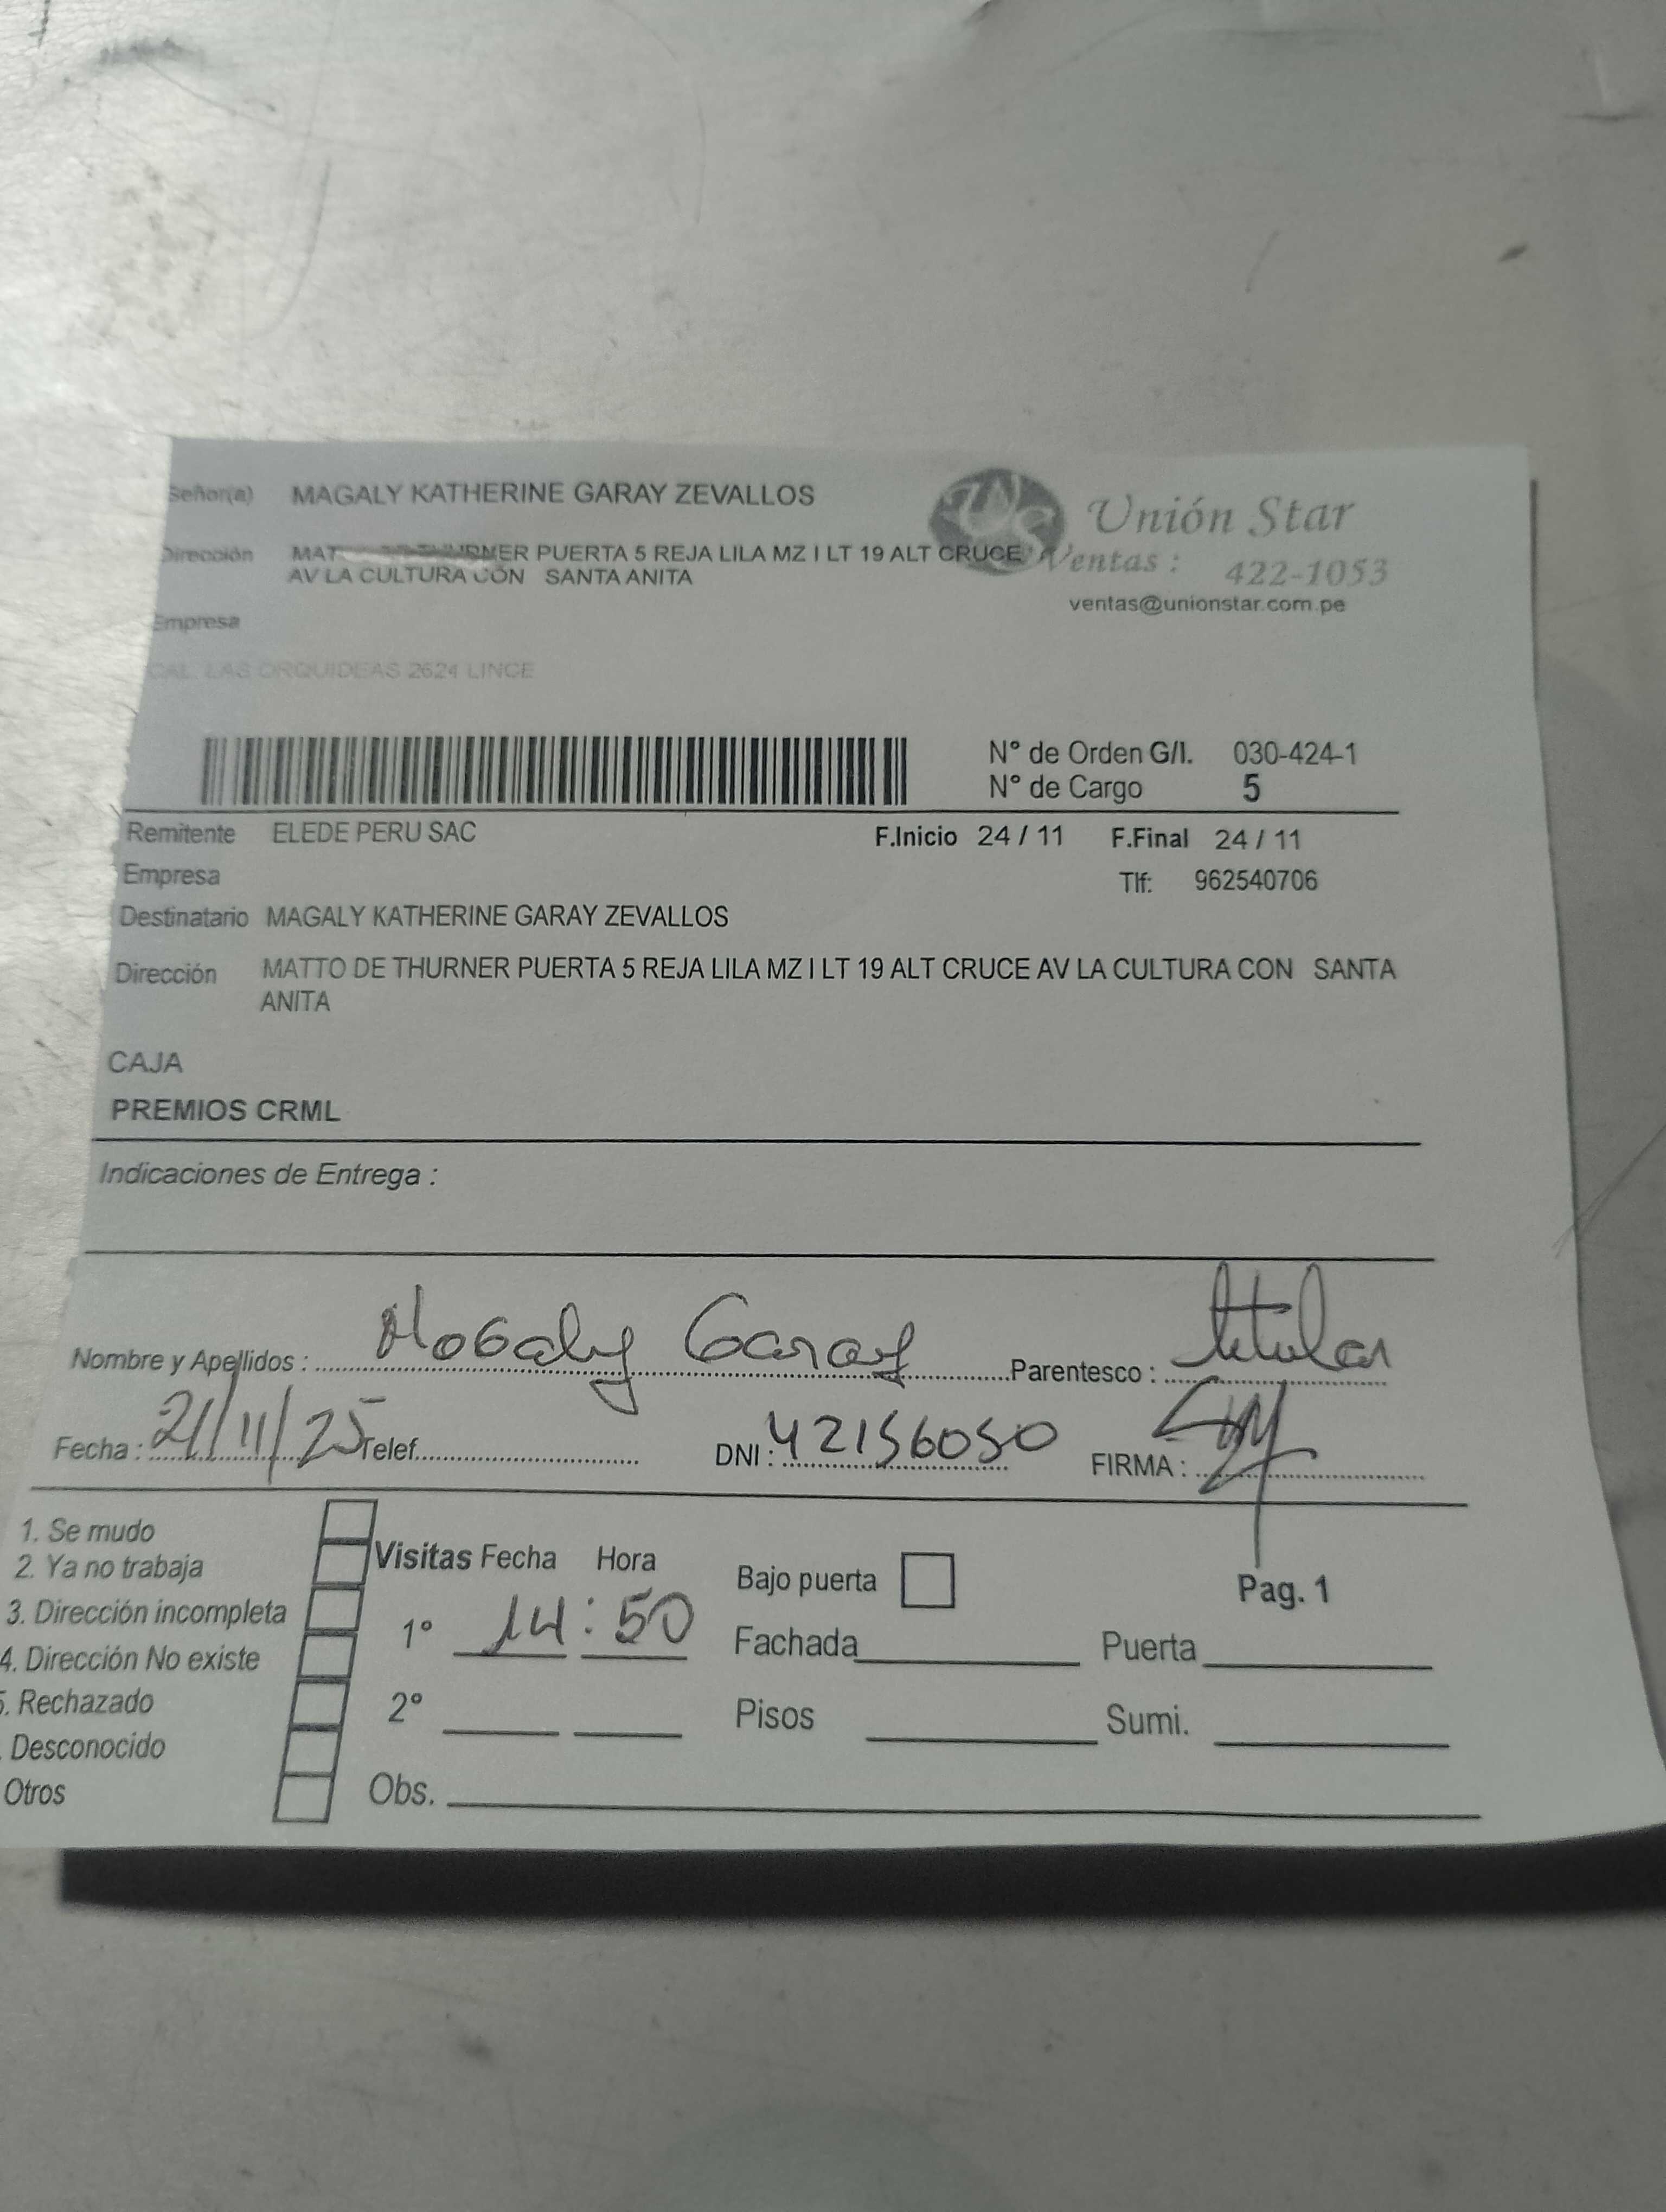 Señor(a) MAGALY KATHERINE GARAY ZEVALLOS
Unión Star
Dirección MAT THURNER PUERTA 5 REJA LILA MZ I LT 19 ALT CRUCE
AV LA CULTURA CON SANTA ANITA
Ventas : 422-1053
ventas@unionstar.com.pe
Empresa
CAL. LAS ORQUIDEAS 2624 LINCE
N° de Orden G/I. 030-424-1
N° de Cargo 5
Remitente ELEDE PERU SAC F.Inicio 24 / 11 F.Final 24 / 11
Empresa Tlf: 962540706
Destinatario MAGALY KATHERINE GARAY ZEVALLOS
Dirección MATTO DE THURNER PUERTA 5 REJA LILA MZ I LT 19 ALT CRUCE AV LA CULTURA CON SANTA
ANITA
CAJA
PREMIOS CRML
Indicaciones de Entrega :
Nombre y Apellidos : Magaly Garay Parentesco : titular
Fecha : 21/11/25 Telef. DNI : 42156050 FIRMA :
1. Se mudo
2. Ya no trabaja
3. Dirección incompleta
4. Dirección No existe
5. Rechazado
. Desconocido
Otros
Visitas Fecha Hora
1° 14:50
2°
Obs.
Bajo puerta
Pag. 1
Fachada Puerta
Pisos Sumi.